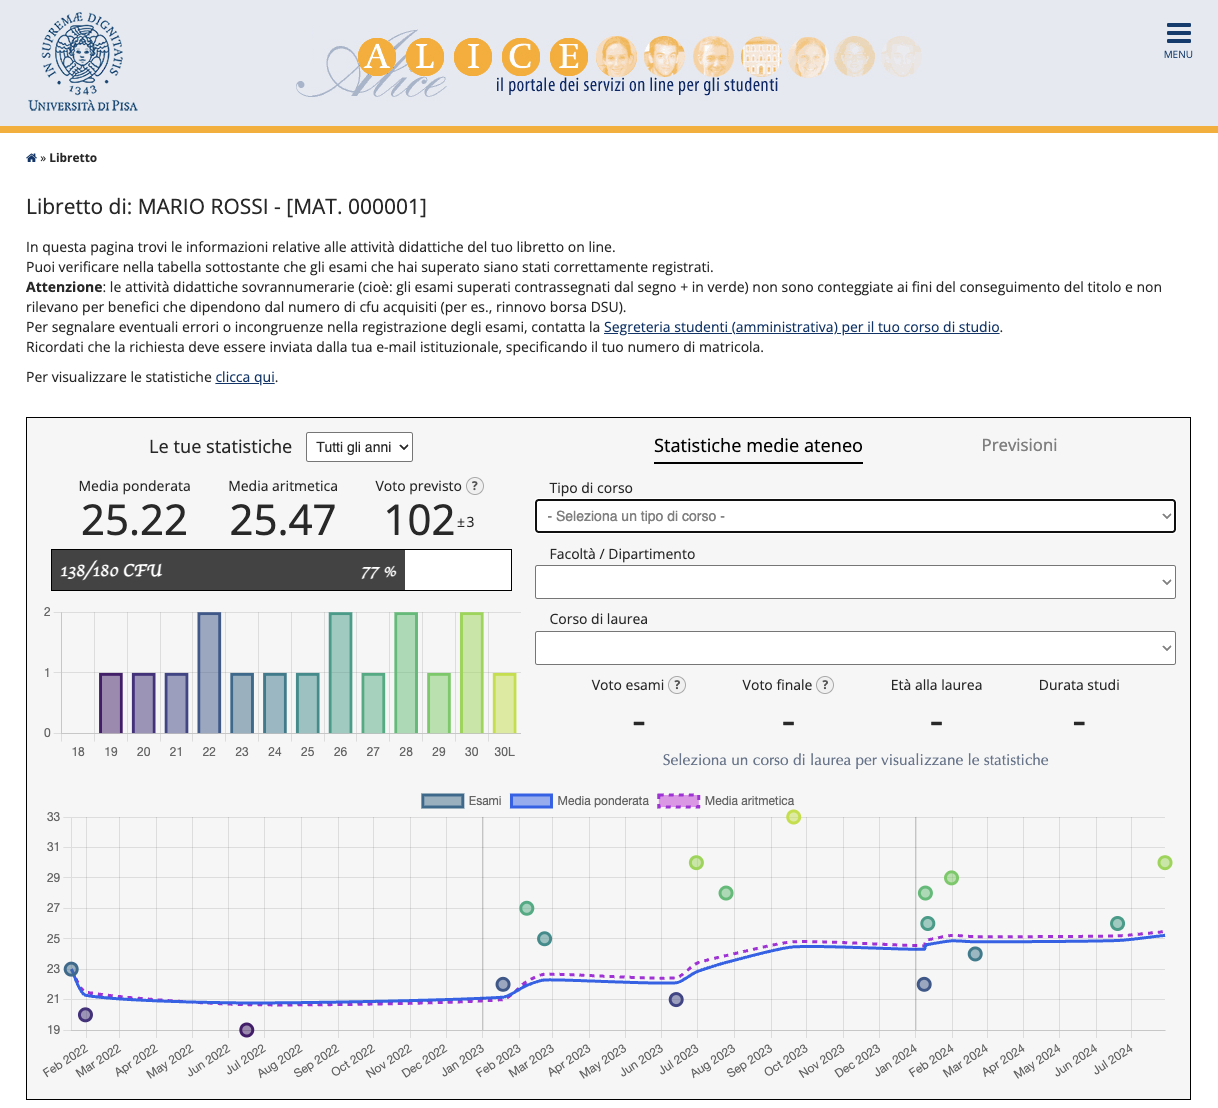 IN SUPREMÆ DIGNITATIS
· 1343 ·
UNIVERSITÀ DI PISA
Alice
A L I C E
il portale dei servizi on line per gli studenti
MENU
» Libretto
Libretto di: MARIO ROSSI - [MAT. 000001]
In questa pagina trovi le informazioni relative alle attività didattiche del tuo libretto on line.
Puoi verificare nella tabella sottostante che gli esami che hai superato siano stati correttamente registrati.
Attenzione: le attività didattiche sovrannumerarie (cioè: gli esami superati contrassegnati dal segno + in verde) non sono conteggiate ai fini del conseguimento del titolo e non
rilevano per benefici che dipendono dal numero di cfu acquisiti (per es., rinnovo borsa DSU).
Per segnalare eventuali errori o incongruenze nella registrazione degli esami, contatta la Segreteria studenti (amministrativa) per il tuo corso di studio.
Ricordati che la richiesta deve essere inviata dalla tua e-mail istituzionale, specificando il tuo numero di matricola.
Per visualizzare le statistiche clicca qui.
Le tue statistiche Tutti gli anni
Media ponderata Media aritmetica Voto previsto ?
25.22 25.47 102 ±3
138/180 CFU 77 %
2
1
0
18 19 20 21 22 23 24 25 26 27 28 29 30 30L
Statistiche medie ateneo Previsioni
Tipo di corso
- Seleziona un tipo di corso -
Facoltà / Dipartimento
Corso di laurea
Voto esami ? Voto finale ? Età alla laurea Durata studi
- - - -
Seleziona un corso di laurea per visualizzane le statistiche
Esami Media ponderata Media aritmetica
33
31
29
27
25
23
21
19
Feb 2022 Mar 2022 Apr 2022 May 2022 Jun 2022 Jul 2022 Aug 2022 Sep 2022 Oct 2022 Nov 2022 Dec 2022 Jan 2023 Feb 2023 Mar 2023 Apr 2023 May 2023 Jun 2023 Jul 2023 Aug 2023 Sep 2023 Oct 2023 Nov 2023 Dec 2023 Jan 2024 Feb 2024 Mar 2024 Apr 2024 May 2024 Jun 2024 Jul 2024